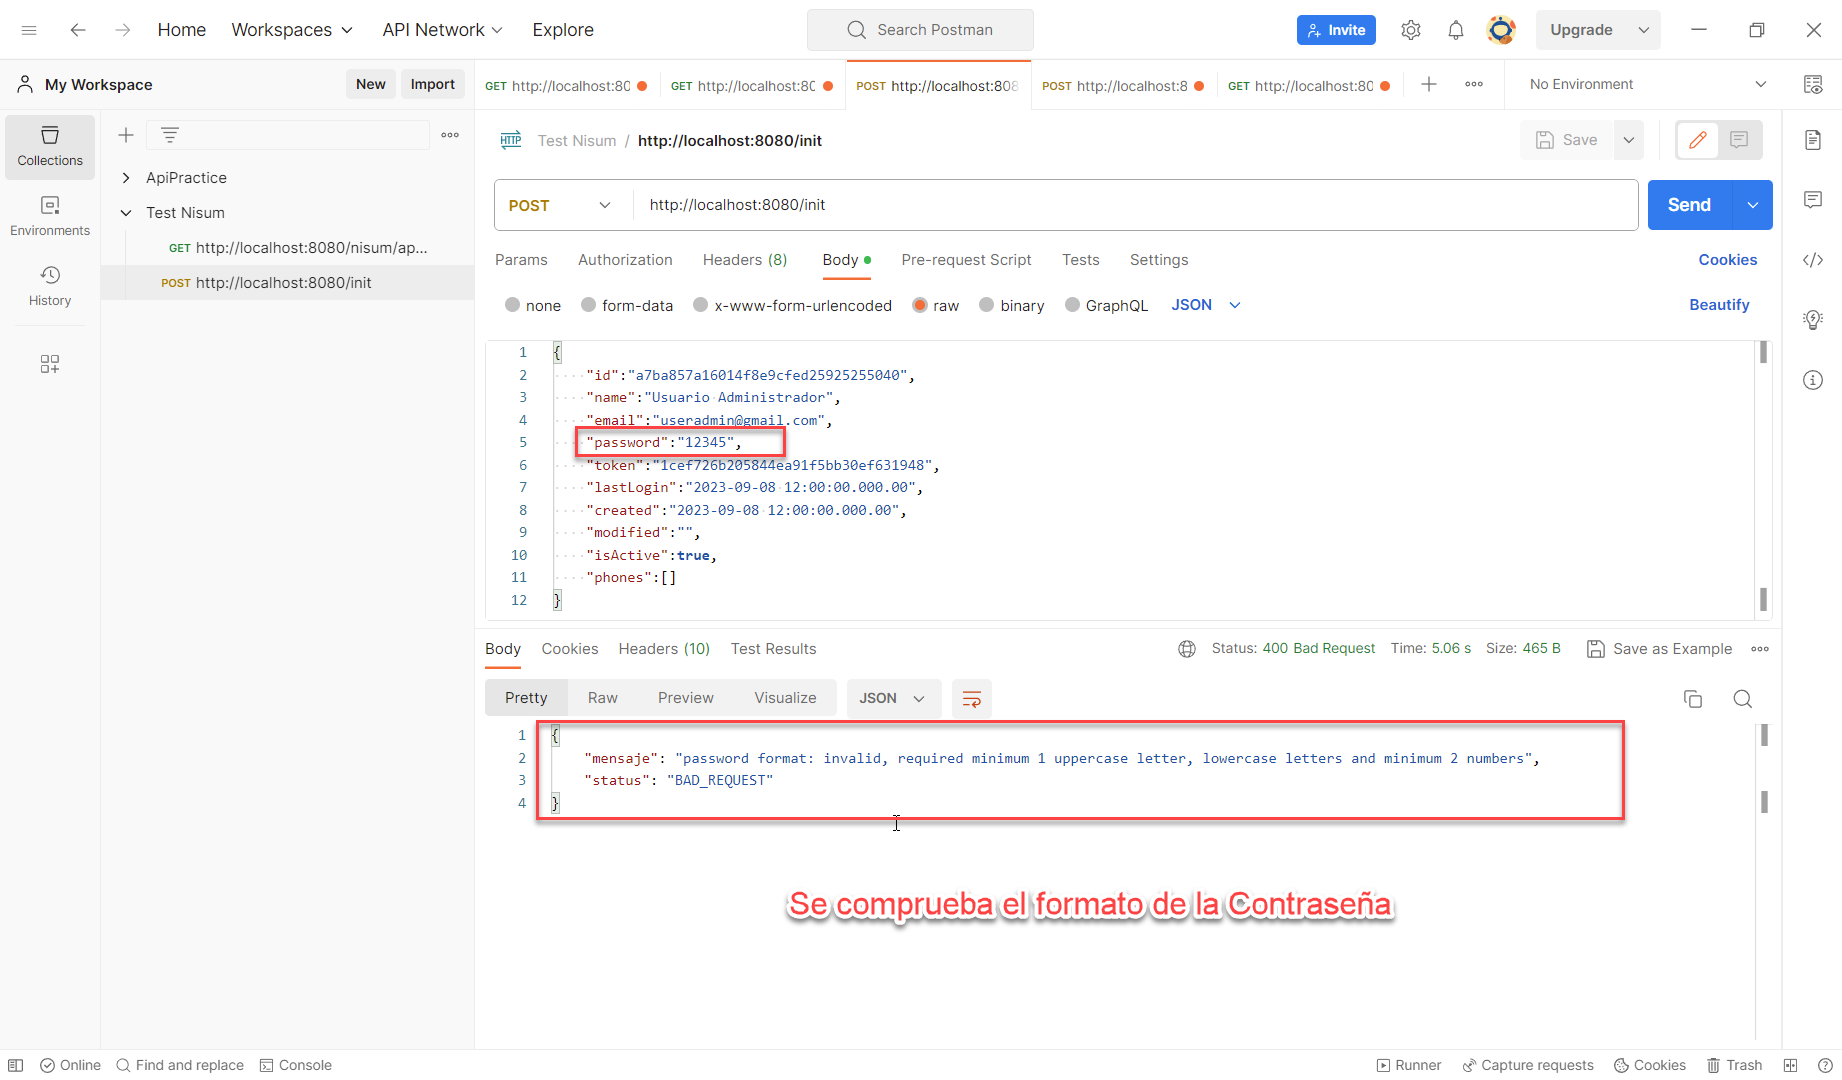 Home Workspaces API Network Explore Search Postman Invite Upgrade
My Workspace New Import
GET http://localhost:80 GET http://localhost:80 POST http://localhost:808 POST http://localhost:8 GET http://localhost:80 No Environment
Collections
Environments
History
ApiPractice
Test Nisum
GET http://localhost:8080/nisum/ap...
POST http://localhost:8080/init
HTTP Test Nisum / http://localhost:8080/init Save
POST http://localhost:8080/init Send
Params Authorization Headers (8) Body Pre-request Script Tests Settings Cookies
none form-data x-www-form-urlencoded raw binary GraphQL JSON Beautify
1 {
2 "id":"a7ba857a16014f8e9cfed25925255040",
3 "name":"Usuario Administrador",
4 "email":"useradmin@gmail.com",
5 "password":"12345",
6 "token":"1cef726b205844ea91f5bb30ef631948",
7 "lastLogin":"2023-09-08 12:00:00.000.00",
8 "created":"2023-09-08 12:00:00.000.00",
9 "modified":"",
10 "isActive":true,
11 "phones":[]
12 }
Body Cookies Headers (10) Test Results Status: 400 Bad Request Time: 5.06 s Size: 465 B Save as Example
Pretty Raw Preview Visualize JSON
1 {
2 "mensaje": "password format: invalid, required minimum 1 uppercase letter, lowercase letters and minimum 2 numbers",
3 "status": "BAD_REQUEST"
4 }
Se comprueba el formato de la Contraseña
Online Find and replace Console Runner Capture requests Cookies Trash